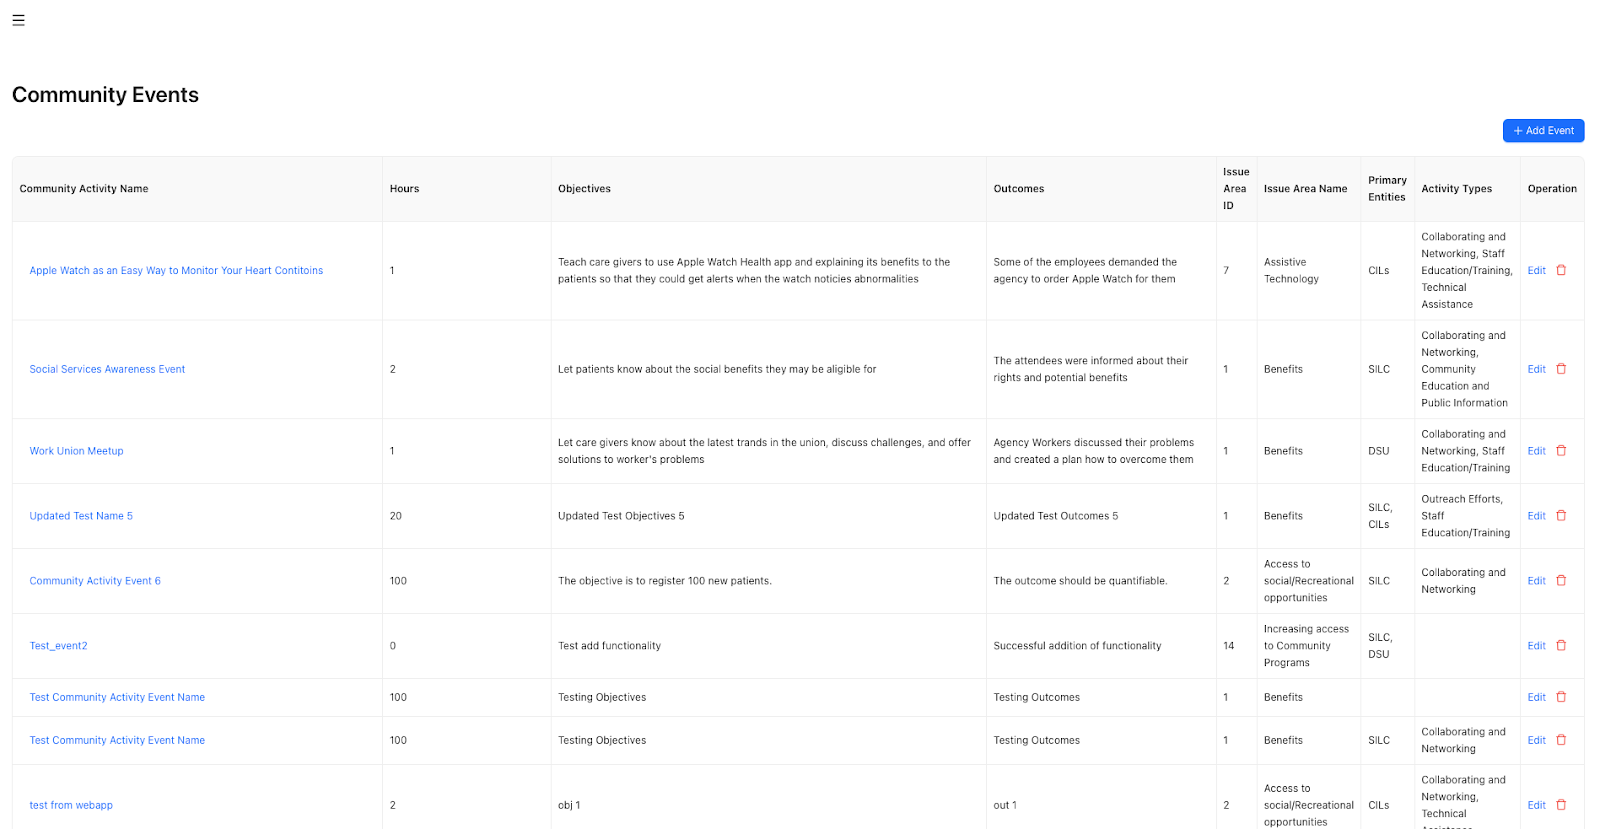 Community Events
+ Add Event
Community Activity Name
Hours
Objectives
Outcomes
Issue
Area
ID
Issue Area Name
Primary
Entities
Activity Types
Operation
Apple Watch as an Easy Way to Monitor Your Heart Contitoins
1
Teach care givers to use Apple Watch Health app and explaining its benefits to the
patients so that they could get alerts when the watch noticies abnormalities
Some of the employees demanded the
agency to order Apple Watch for them
7
Assistive
Technology
CILs
Collaborating and
Networking, Staff
Education/Training,
Technical
Assistance
Edit
Social Services Awareness Event
2
Let patients know about the social benefits they may be aligible for
The attendees were informed about their
rights and potential benefits
1
Benefits
SILC
Collaborating and
Networking,
Community
Education and
Public Information
Edit
Work Union Meetup
1
Let care givers know about the latest trands in the union, discuss challenges, and offer
solutions to worker's problems
Agency Workers discussed their problems
and created a plan how to overcome them
1
Benefits
DSU
Collaborating and
Networking, Staff
Education/Training
Edit
Updated Test Name 5
20
Updated Test Objectives 5
Updated Test Outcomes 5
1
Benefits
SILC,
CILs
Outreach Efforts,
Staff
Education/Training
Edit
Community Activity Event 6
100
The objective is to register 100 new patients.
The outcome should be quantifiable.
2
Access to
social/Recreational
opportunities
SILC
Collaborating and
Networking
Edit
Test_event2
0
Test add functionality
Successful addition of functionality
14
Increasing access
to Community
Programs
SILC,
DSU
Edit
Test Community Activity Event Name
100
Testing Objectives
Testing Outcomes
1
Benefits
Edit
Test Community Activity Event Name
100
Testing Objectives
Testing Outcomes
1
Benefits
SILC
Collaborating and
Networking
Edit
test from webapp
2
obj 1
out 1
2
Access to
social/Recreational
opportunities
CILs
Collaborating and
Networking,
Technical
Edit